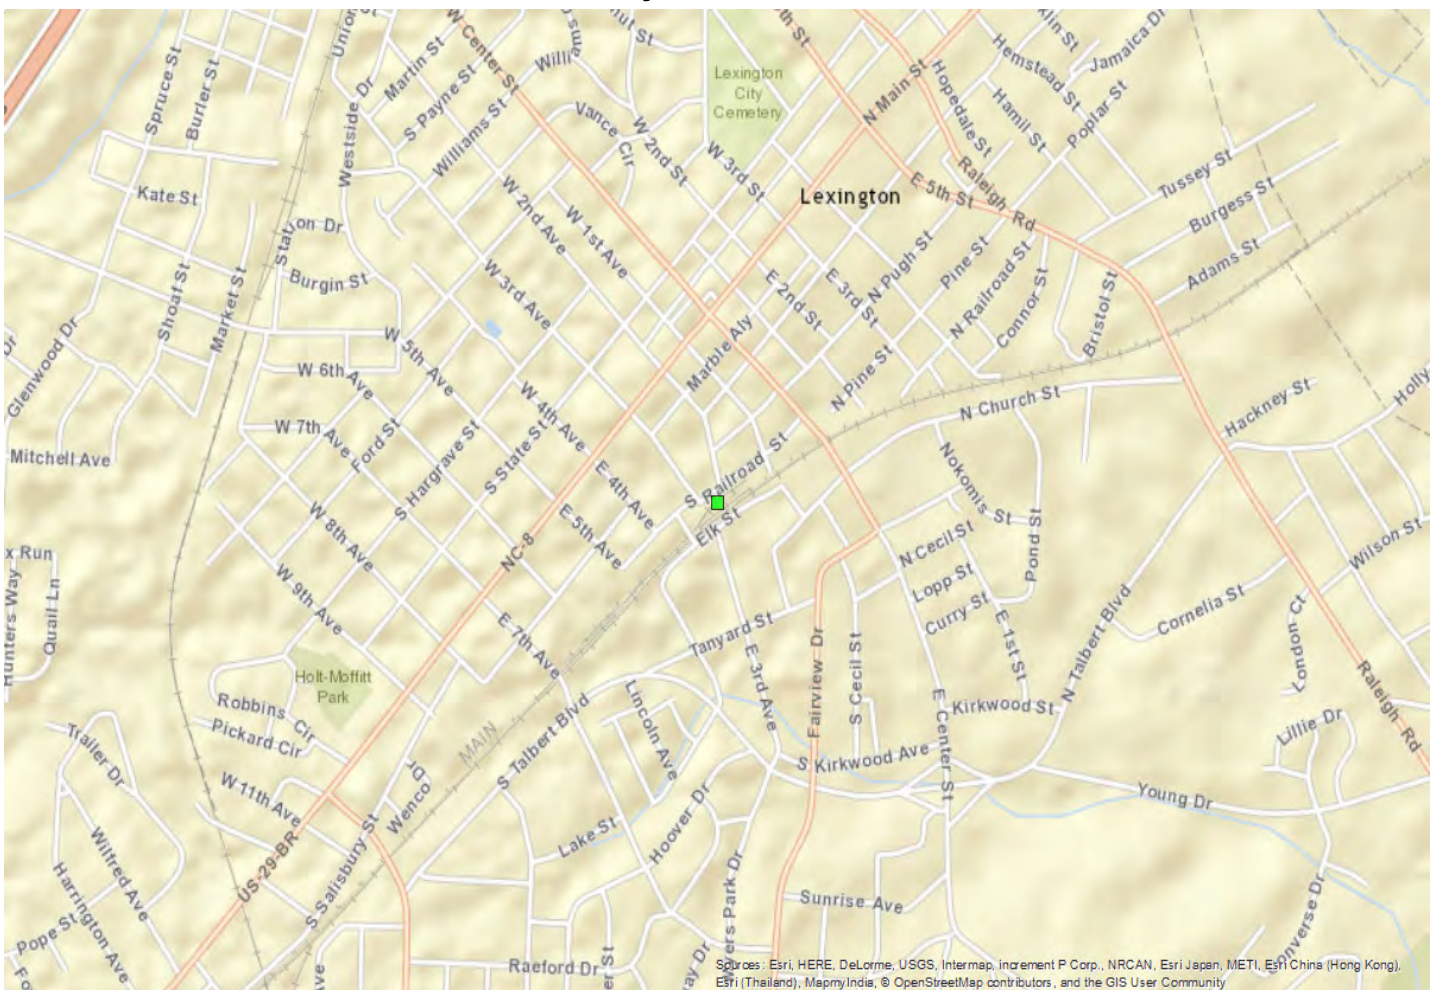 W Center St
Union St
Martin St
S Payne St
Williams St
Spruce St
Burler St
Westside Dr
Vance Cir
W 2nd St
W 3rd St
Lexington
City
Cemetery
N Main St
Hopedale St
Hemstead St
Jamaica Dr
Hamil St
Poplar St
Raleigh Rd
E 5th St
Tussey St
Burgess St
Adams St
Lexington
Kate St
Station Dr
Burgin St
Shoaf St
Market St
Glenwood Dr
Mitchell Ave
W 1st Ave
W 2nd Ave
W 3rd Ave
W 4th Ave
W 5th Ave
W 6th Ave
W 7th Ave
W 8th Ave
W 9th Ave
W 11th Ave
Ford St
S Hargrave St
S State St
Marble Aly
E 2nd St
E 3rd St
N Pugh St
Pine St
N Railroad St
Connor St
Bristol St
N Pine St
N Church St
Hackney St
Holly
S Railroad St
Elk St
E 4th Ave
E 5th Ave
E 7th Ave
NC-8
Nokomis St
Pond St
N Cecil St
Lopp St
Curry St
E 1st St
N Talbert Blvd
Cornelia St
Wilson St
London Ct
Raleigh Rd
x Run
Hunters Way
Quail Ln
Holt-Moffitt
Park
Robbins Cir
Pickard Cir
Trailer Dr
Wilfred Ave
Harrington Ave
Pope St
US-29-BR
S Salisbury St
Wenco Dr
MAIN
S Talbert Blvd
Lincoln Ave
Lake St
Hoover Dr
Tanyard St
E 3rd Ave
Fairview Dr
S Cecil St
S Kirkwood Ave
E Center St
Kirkwood St
Young Dr
Lillie Dr
Sunrise Ave
Raeford Dr
Sources: Esri, HERE, DeLorme, USGS, Intermap, increment P Corp., NRCAN, Esri Japan, METI, Esri China (Hong Kong),
Esri (Thailand), MapmyIndia, © OpenStreetMap contributors, and the GIS User Community